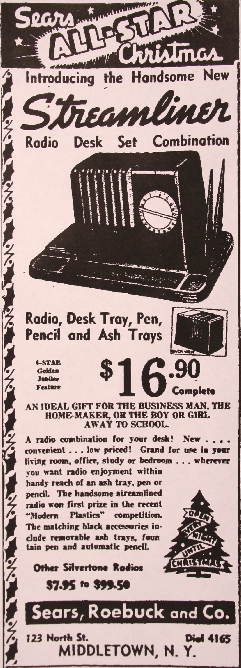 Sears
ALL-STAR
Christmas
Introducing the Handsome New
Streamliner
Radio Desk Set Combination
Radio, Desk Tray, Pen,
Pencil and Ash Trays
4-STAR
Golden
Jubilee
Feature
$16.90
Complete
AN IDEAL GIFT FOR THE BUSINESS MAN, THE
HOME-MAKER, OR THE BOY OR GIRL
AWAY TO SCHOOL.
A radio combination for your desk! New . . . .
convenient . . . low priced! Grand for use in your
living room, office, study or bedroom . . . wherever
you want radio enjoyment within
handy reach of an ash tray, pen or
pencil. The handsome streamlined
radio won first prize in the recent
"Modern Plastics" competition.
The matching black accessories in-
clude removable ash trays, foun
tain pen and automatic pencil.
Other Silvertone Radios
$7.95 to $99.50
OPEN
EVERY
NIGHT
UNTIL
CHRISTMAS
Sears, Roebuck and Co.
123 North St. Dial 4165
MIDDLETOWN, N. Y.